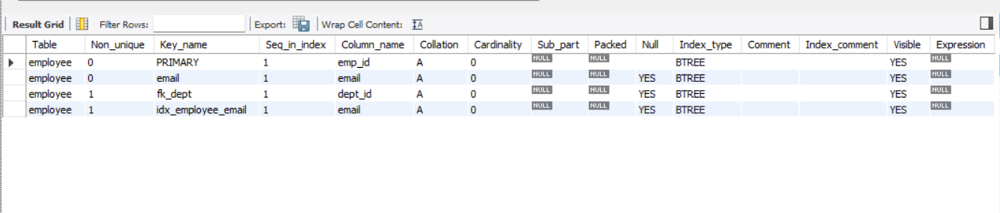 Result Grid Filter Rows: Export: Wrap Cell Content: IA
Table Non_unique Key_name Seq_in_index Column_name Collation Cardinality Sub_part Packed Null Index_type Comment Index_comment Visible Expression
employee 0 PRIMARY 1 emp_id A 0 NULL NULL BTREE YES NULL
employee 0 email 1 email A 0 NULL NULL YES BTREE YES NULL
employee 1 fk_dept 1 dept_id A 0 NULL NULL YES BTREE YES NULL
employee 1 idx_employee_email 1 email A 0 NULL NULL YES BTREE YES NULL